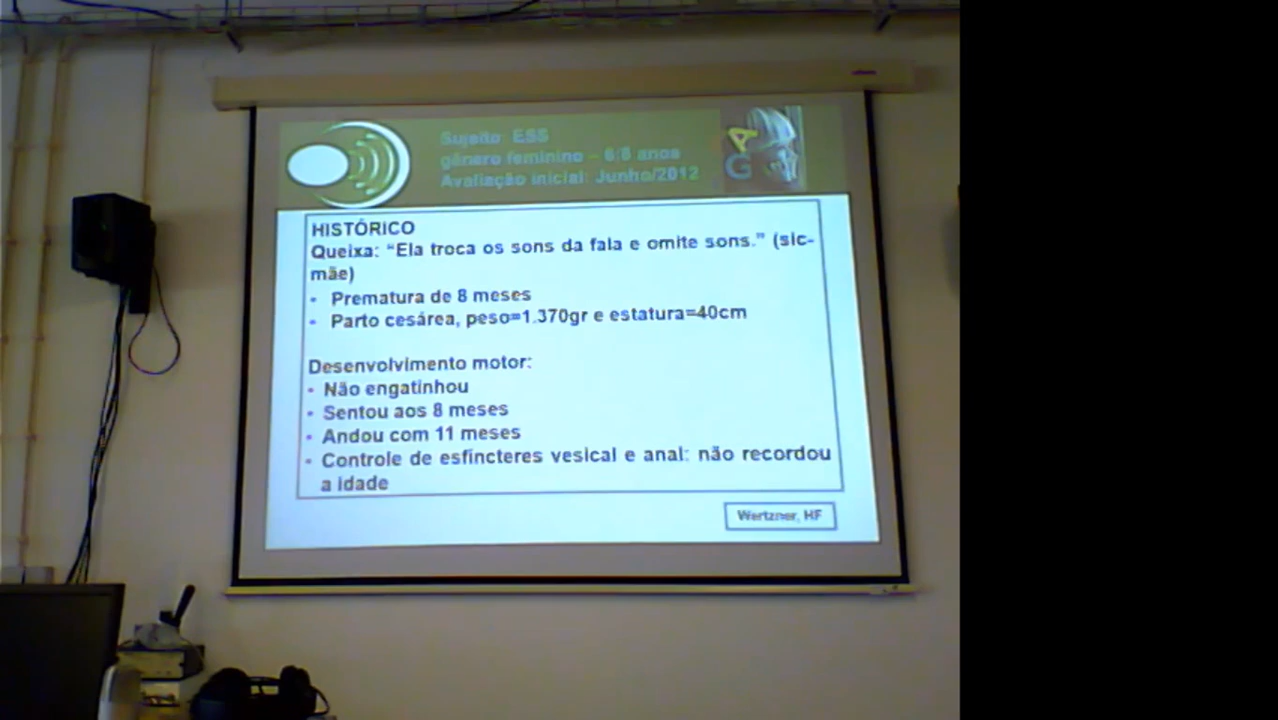 Sujeito: ESS
gênero feminino – 6;8 anos
Avaliação inicial: Junho/2012
A
G
HISTÓRICO
Queixa: “Ela troca os sons da fala e omite sons.” (sic-
mãe)
• Prematura de 8 meses
• Parto cesárea, peso=1.370gr e estatura=40cm
Desenvolvimento motor:
• Não engatinhou
• Sentou aos 8 meses
• Andou com 11 meses
• Controle de esfíncteres vesical e anal: não recordou
a idade
Wertzner, HF